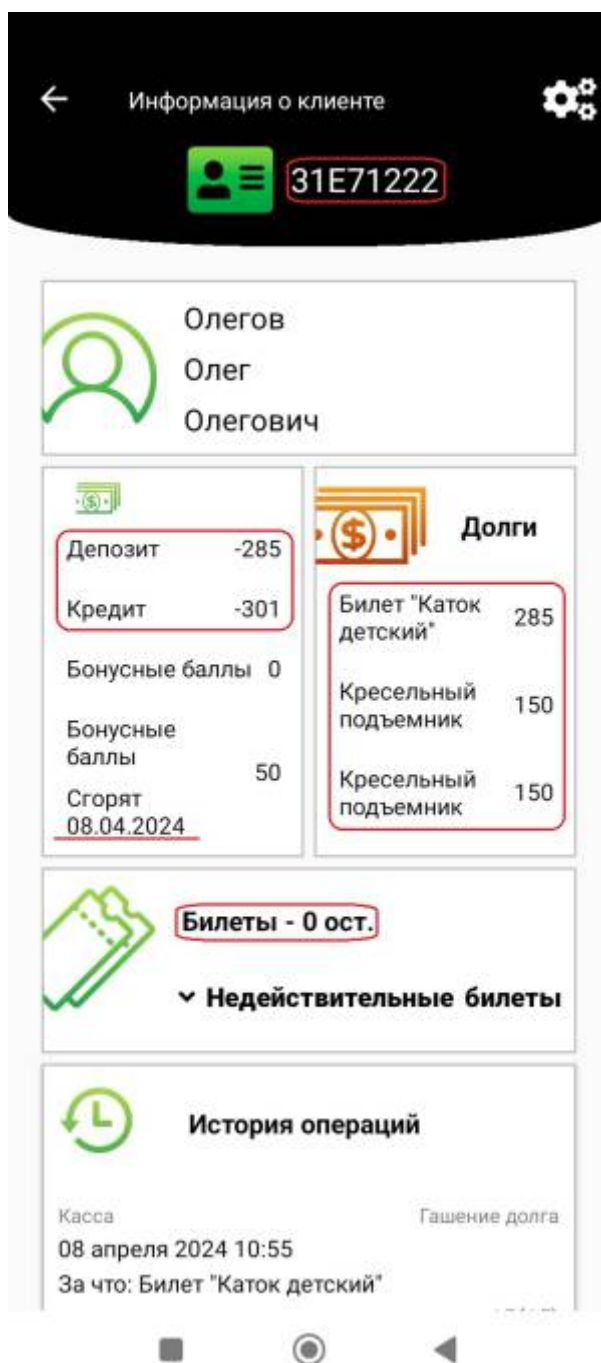 Информация о клиенте
31E71222
Олегов
Олег
Олегович
Депозит -285
Кредит -301
Бонусные баллы 0
Бонусные
баллы
50
Сгорят
08.04.2024
Долги
Билет "Каток
детский" 285
Кресельный
подъемник 150
Кресельный
подъемник 150
Билеты - 0 ост.
Недействительные билеты
История операций
Касса Гашение долга
08 апреля 2024 10:55
За что: Билет "Каток детский"